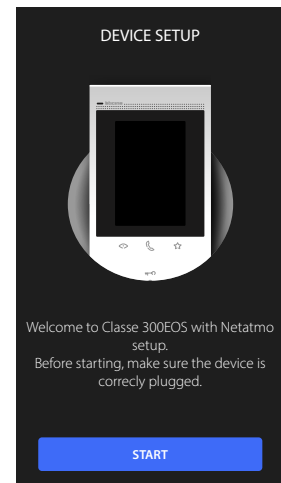 DEVICE SETUP
Welcome to Classe 300EOS with Netatmo
setup.
Before starting, make sure the device is
correcly plugged.
START